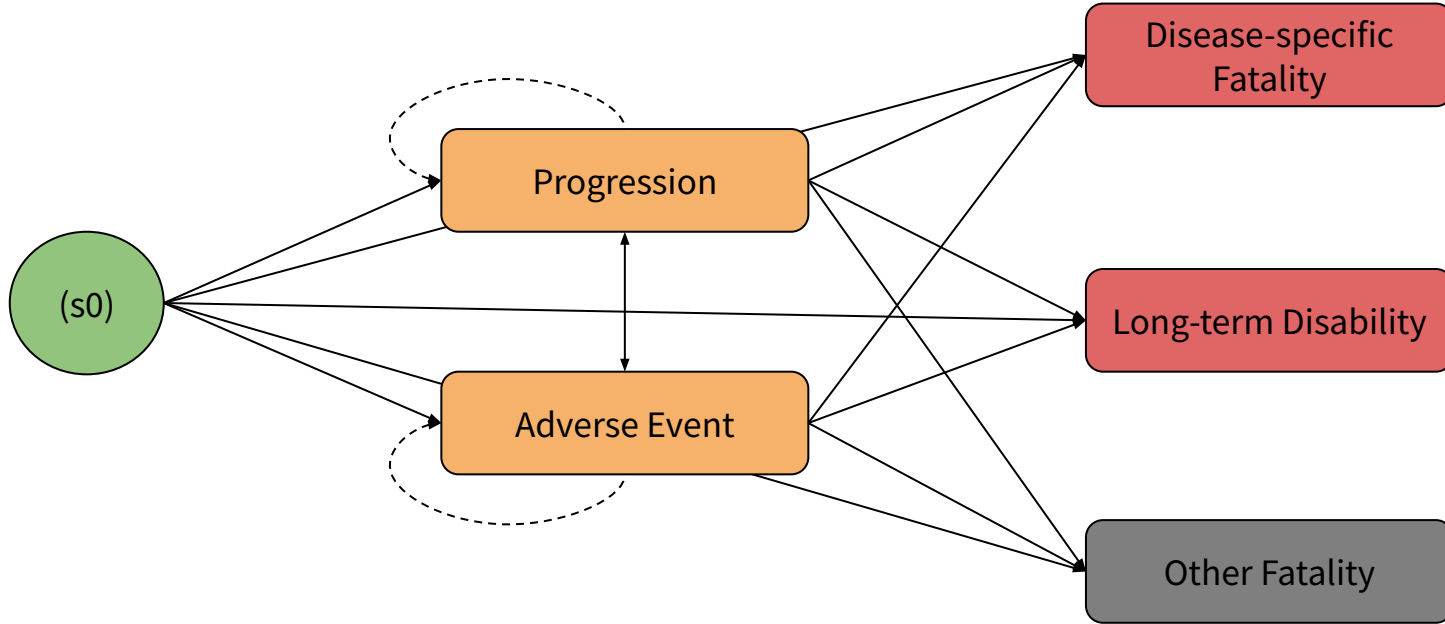 Disease-specific
Fatality
Progression
(s0)
Long-term Disability
Adverse Event
Other Fatality